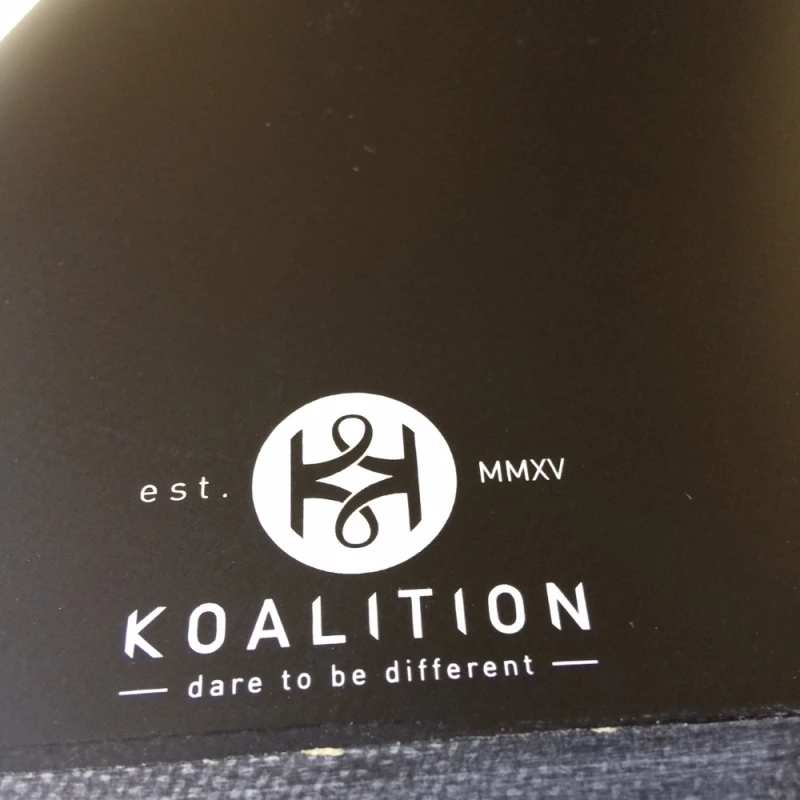 est. MMXV
KOALITION
dare to be different